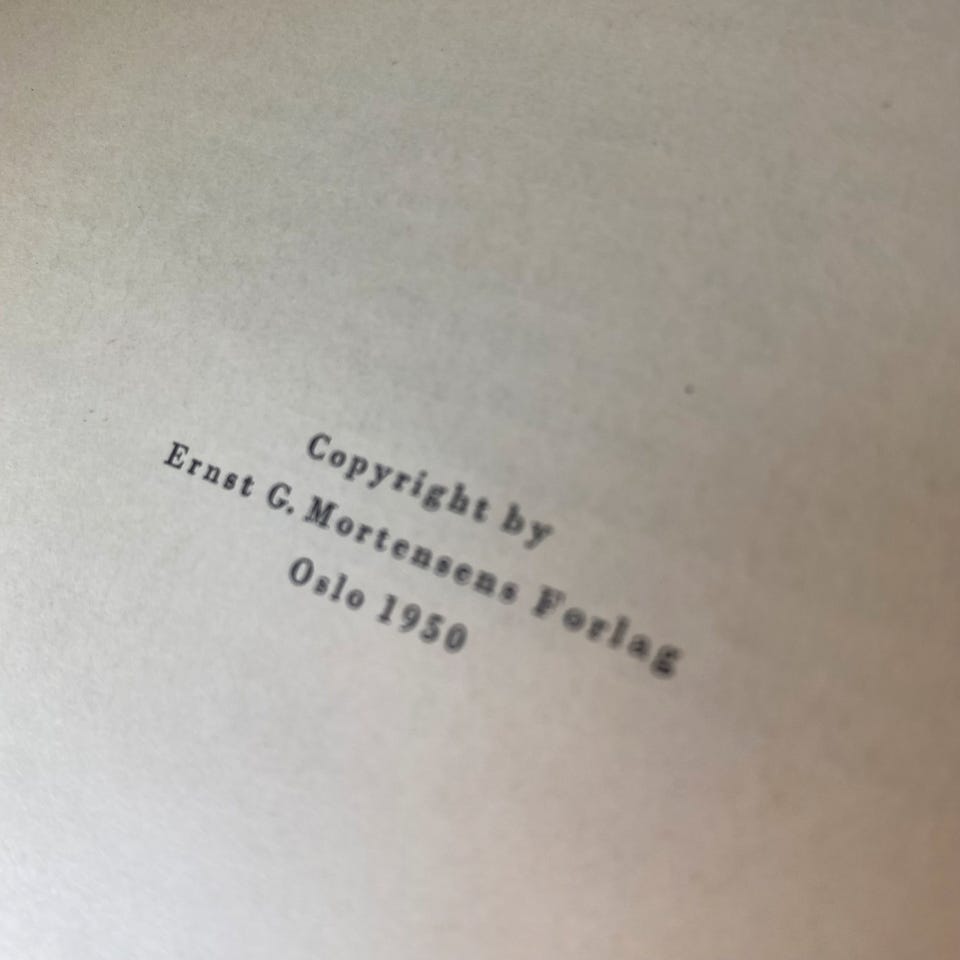 Copyright by
Ernst G. Mortensens Forlag
Oslo 1950